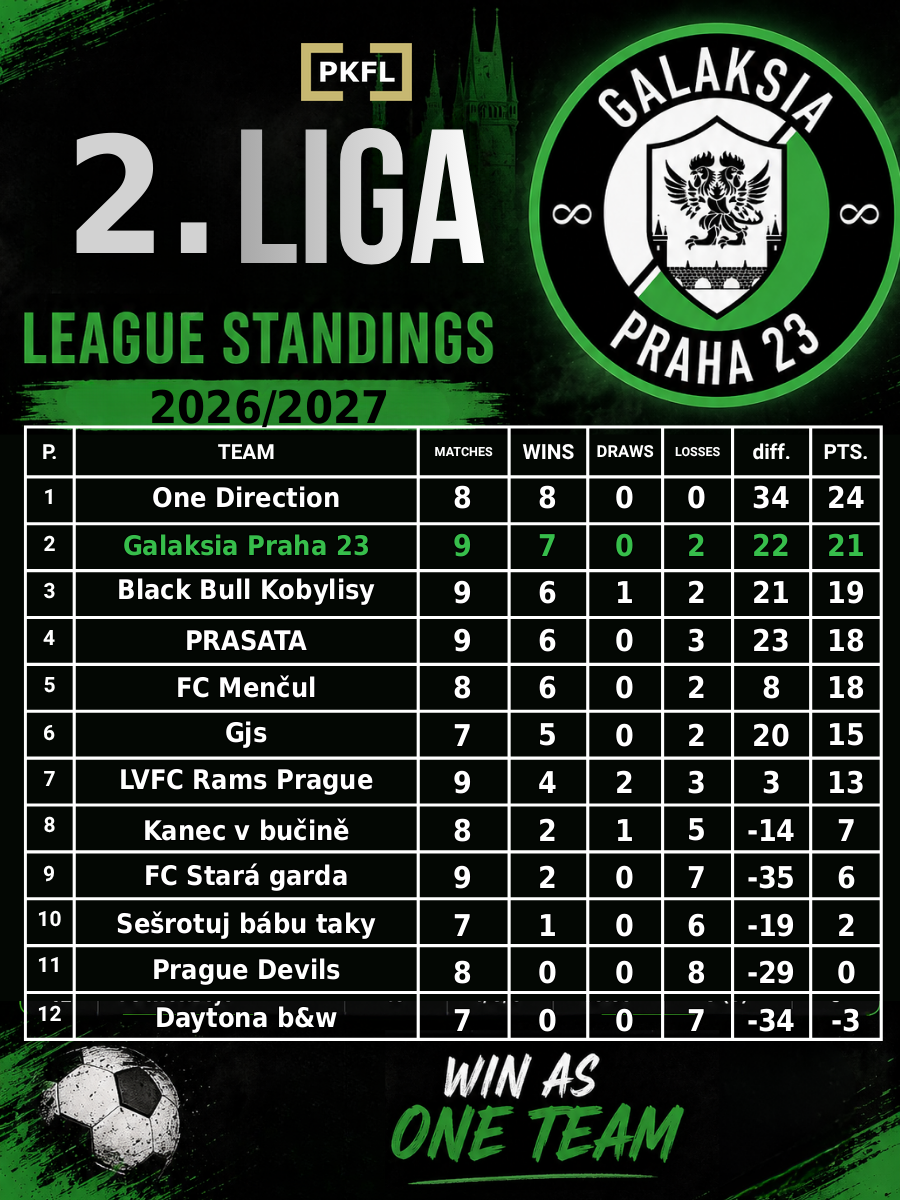 PKFL
2. LIGA
LEAGUE STANDINGS
2026/2027
GALAKSIA
PRAHA 23
P. TEAM MATCHES WINS DRAWS LOSSES diff. PTS.
1 One Direction 8 8 0 0 34 24
2 Galaksia Praha 23 9 7 0 2 22 21
3 Black Bull Kobylisy 9 6 1 2 21 19
4 PRASATA 9 6 0 3 23 18
5 FC Menčul 8 6 0 2 8 18
6 Gjs 7 5 0 2 20 15
7 LVFC Rams Prague 9 4 2 3 3 13
8 Kanec v bučině 8 2 1 5 -14 7
9 FC Stará garda 9 2 0 7 -35 6
10 Sešrotuj bábu taky 7 1 0 6 -19 2
11 Prague Devils 8 0 0 8 -29 0
12 Daytona b&w 7 0 0 7 -34 -3
WIN AS
ONE TEAM